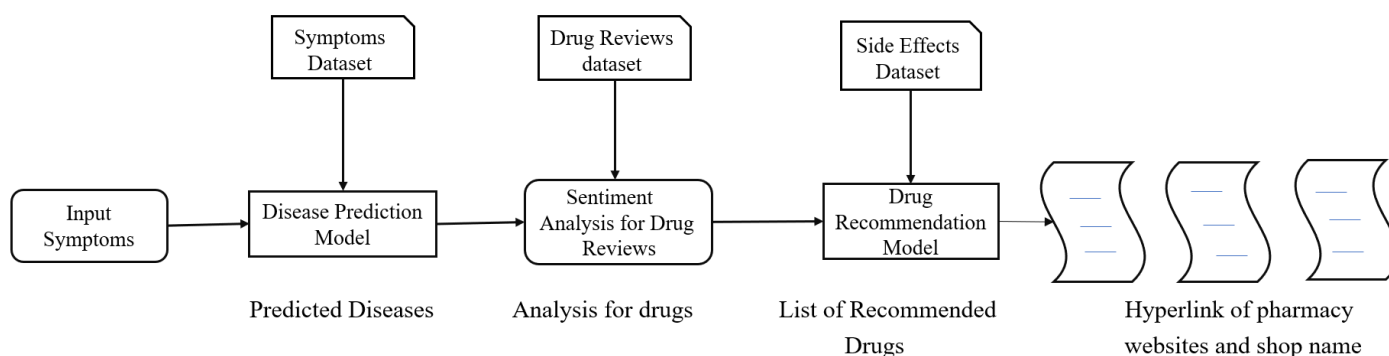 Symptoms
Dataset
Drug Reviews
dataset
Side Effects
Dataset
Input
Symptoms
Disease Prediction
Model
Sentiment
Analysis for Drug
Reviews
Drug
Recommendation
Model
Predicted Diseases
Analysis for drugs
List of Recommended
Drugs
Hyperlink of pharmacy
websites and shop name